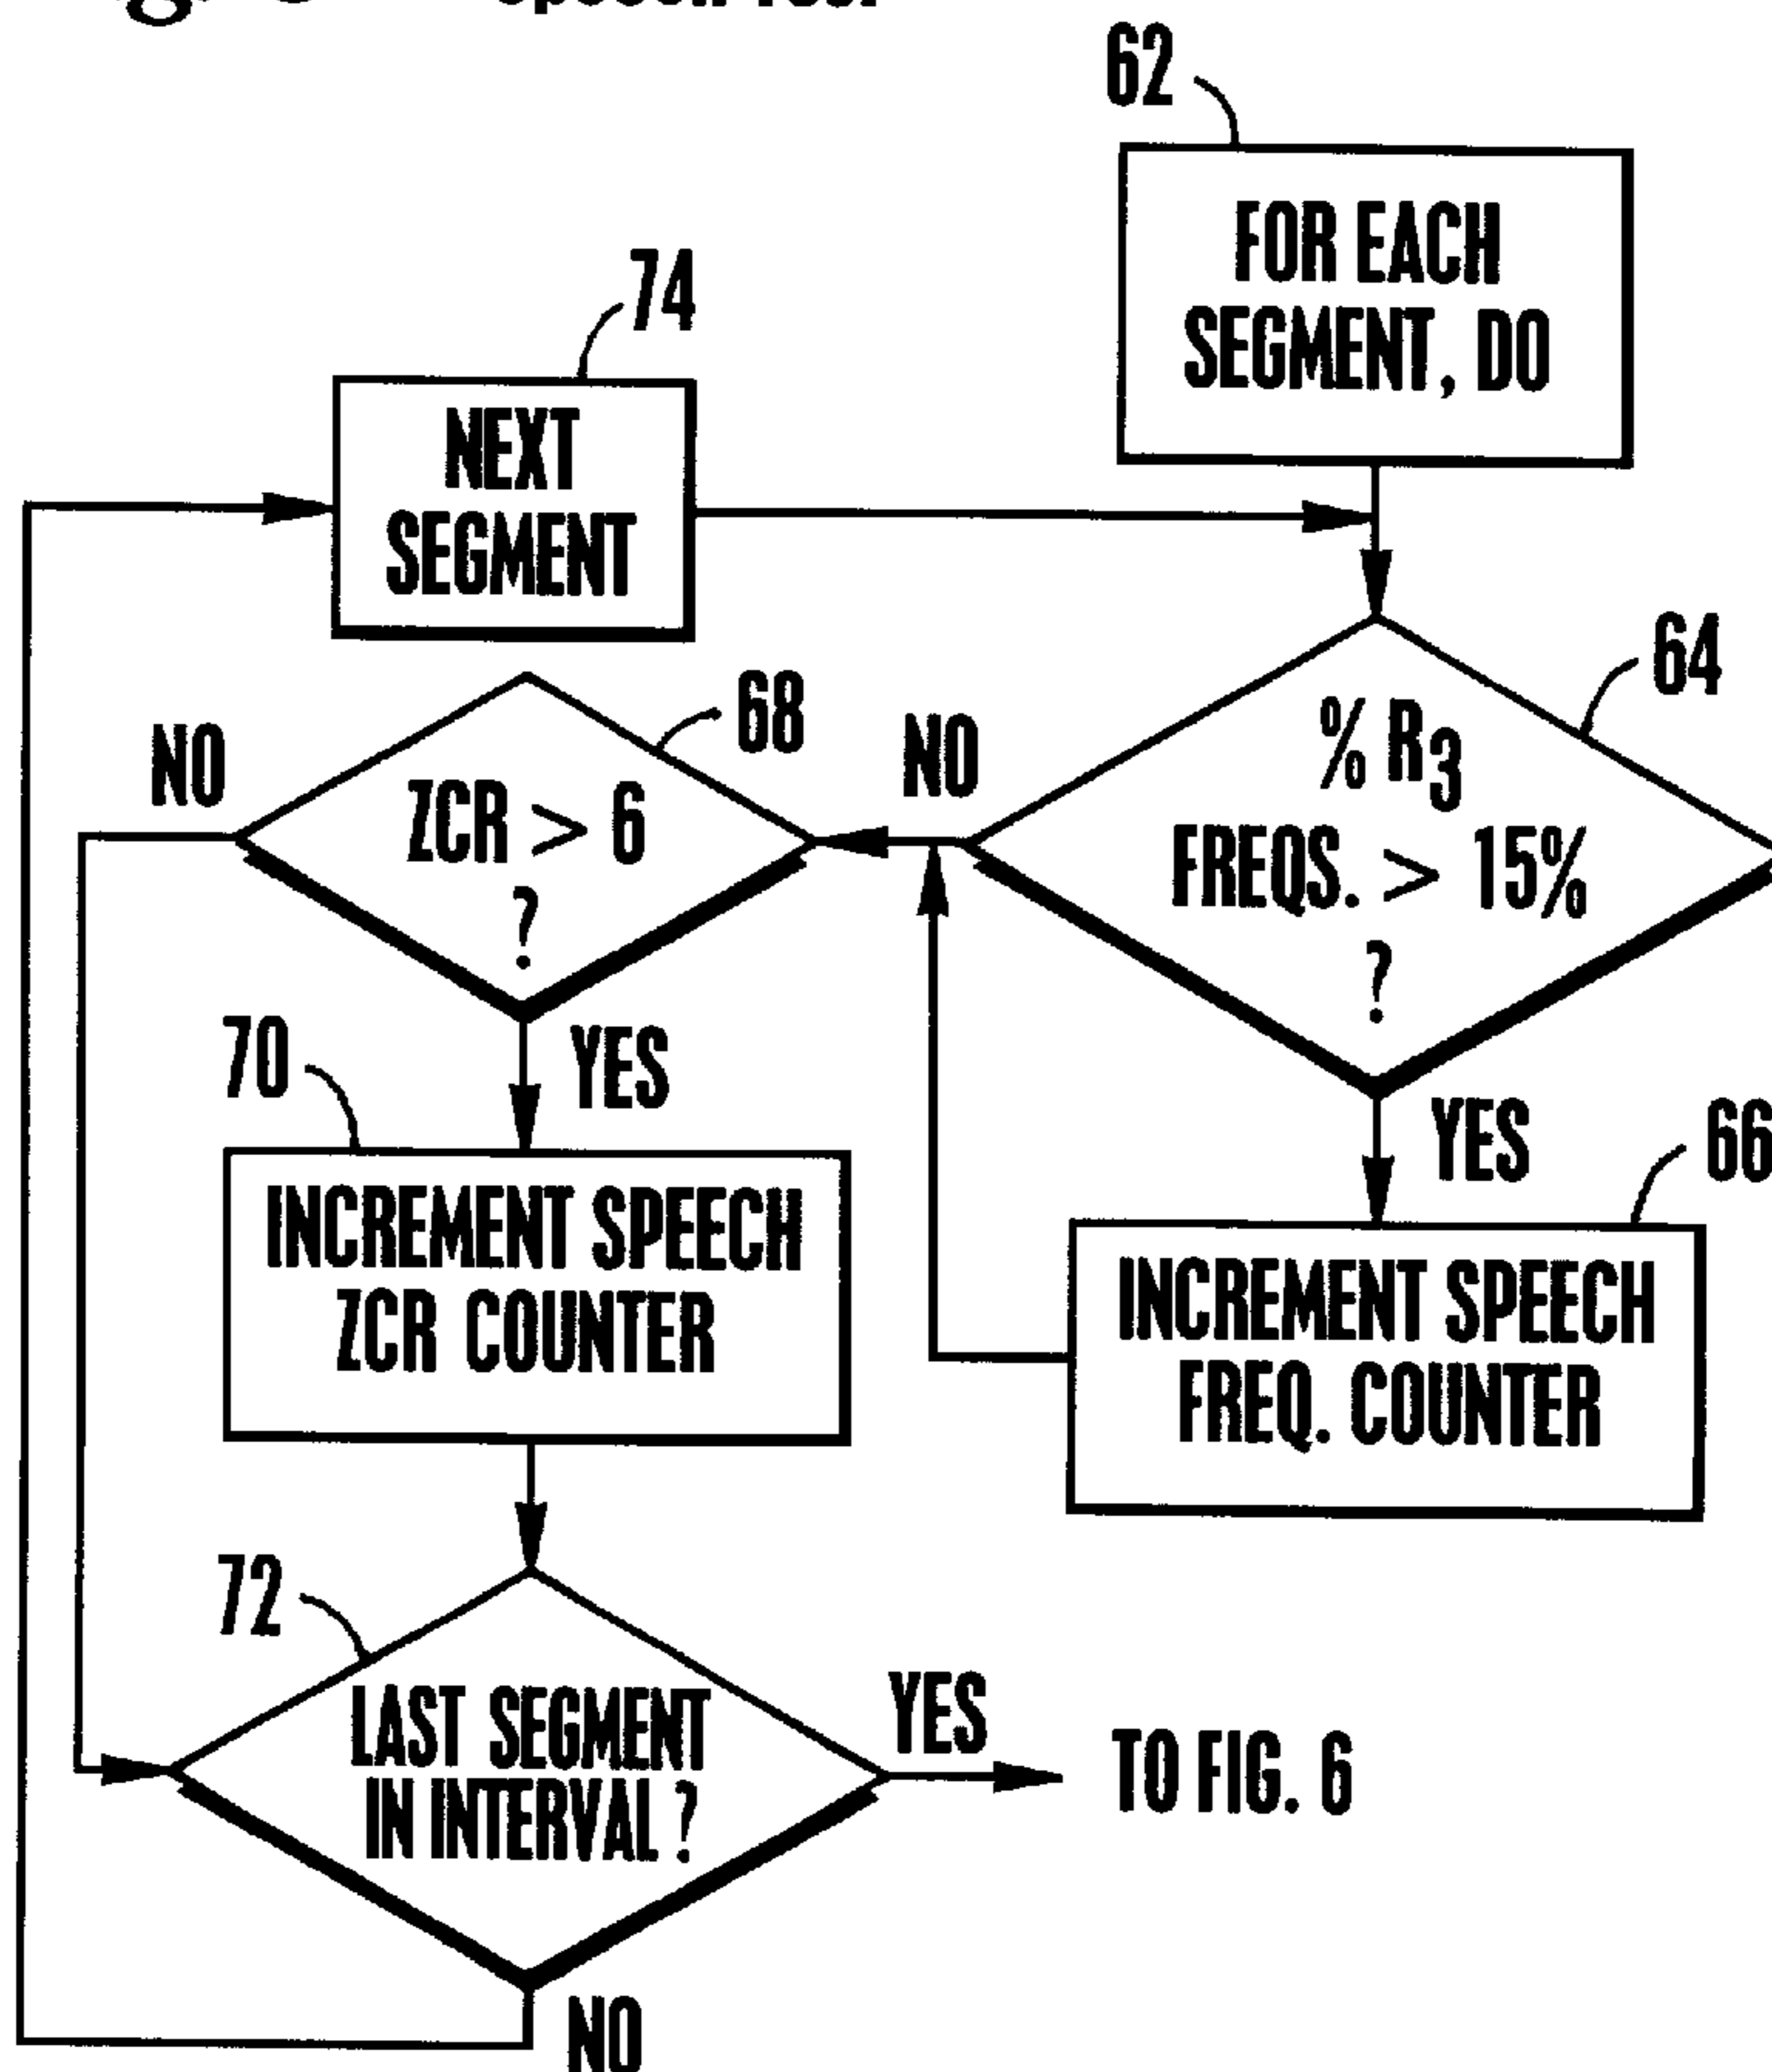 62
FOR EACH
SEGMENT, DO
74
NEXT
SEGMENT
64
% R3
FREQS. > 15%
?
NO
68
ZCR > 6
?
NO
YES
66
INCREMENT SPEECH
FREQ. COUNTER
YES
70
INCREMENT SPEECH
ZCR COUNTER
72
LAST SEGMENT
IN INTERVAL?
YES
TO FIG. 6
NO